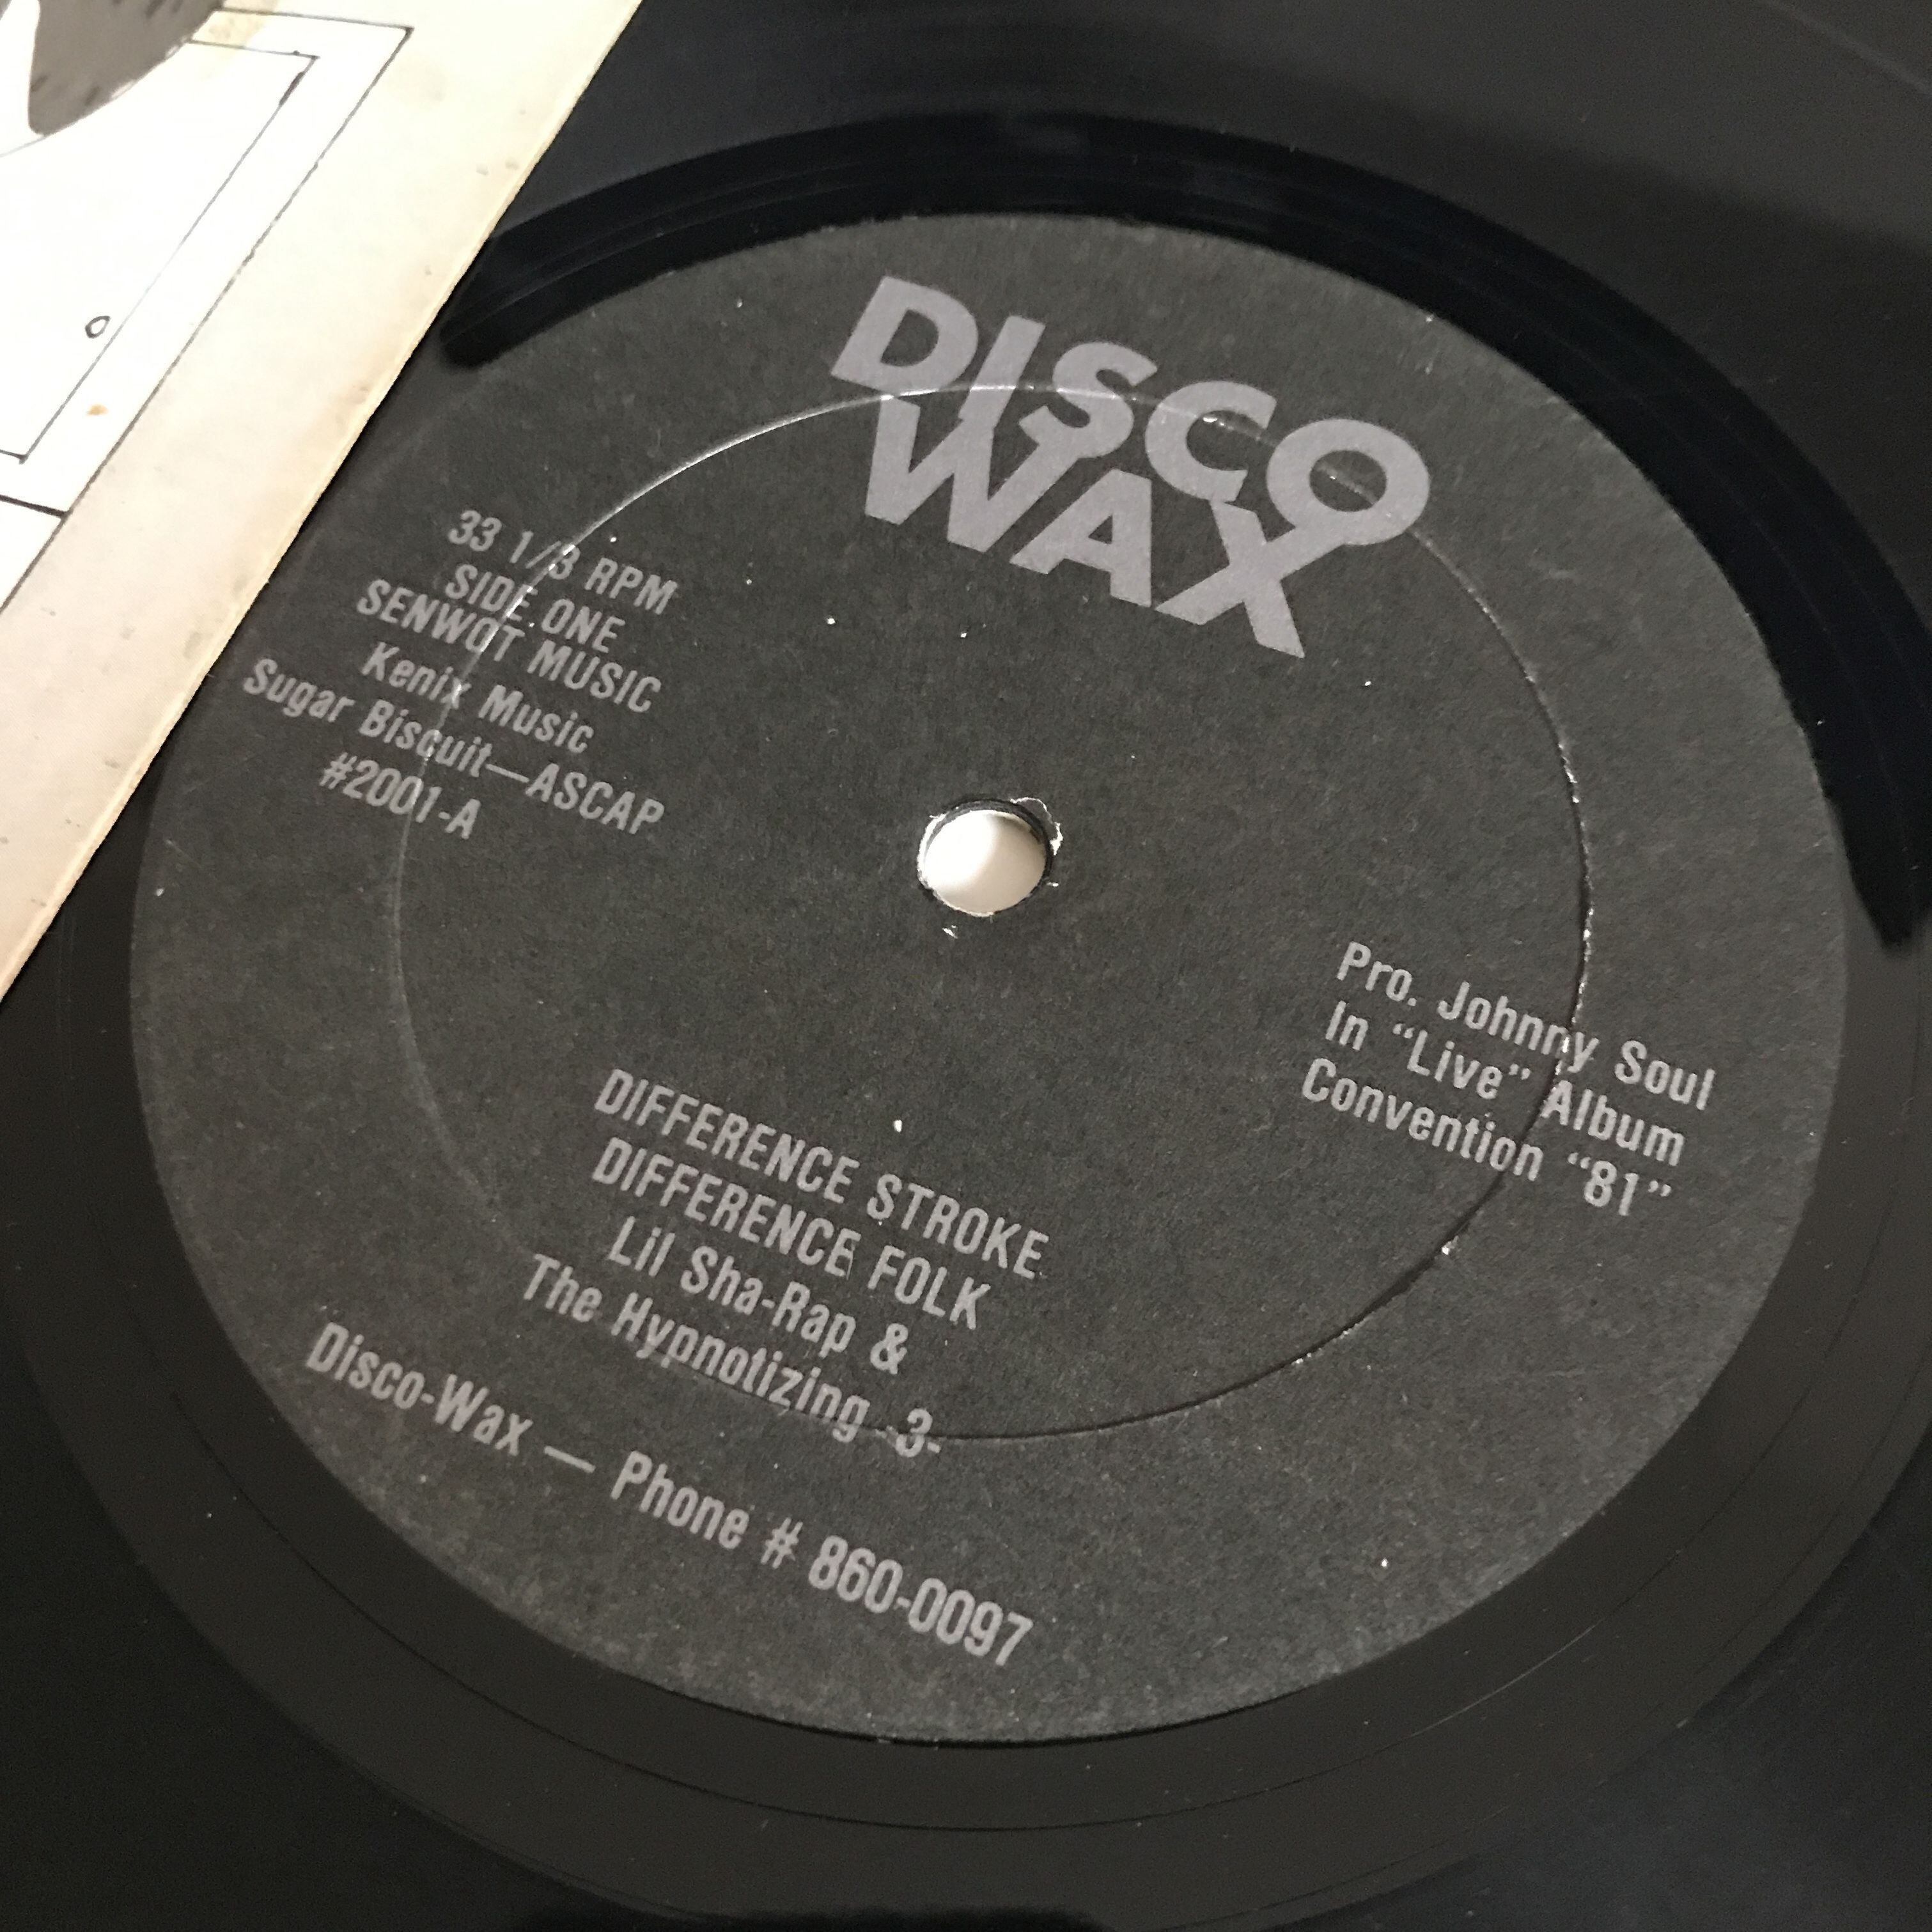 DISCO
WAX
33 1/3 RPM
SIDE ONE
SENWOT MUSIC
Kenix Music
Sugar Biscuit—ASCAP
#2001-A
Pro. Johnny Soul
In “Live” Album
Convention “81”
DIFFERENCE STROKE
DIFFERENCE FOLK
Lil Sha-Rap &
The Hypnotizing -3-
Disco-Wax — Phone # 860-0097